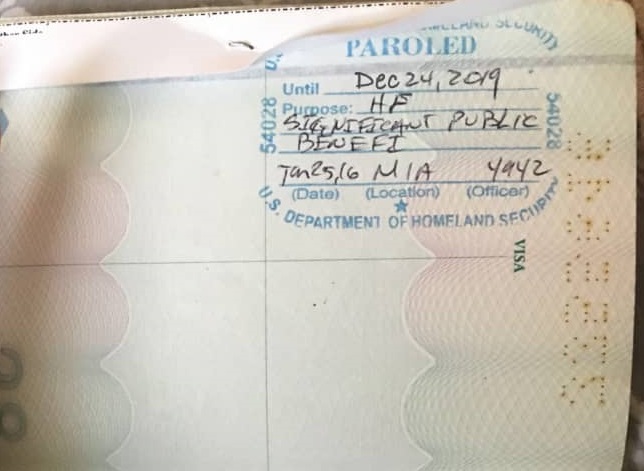 HOMELAND SECURITY
PAROLED
Until Dec 24, 2019
Purpose: HF
SIGNIFICANT PUBLIC
BENEFI
Jan 25, 16 MIA 4942
(Date) (Location) (Officer)
U.S. DEPARTMENT OF HOMELAND SECURITY
54028
54028
VISA